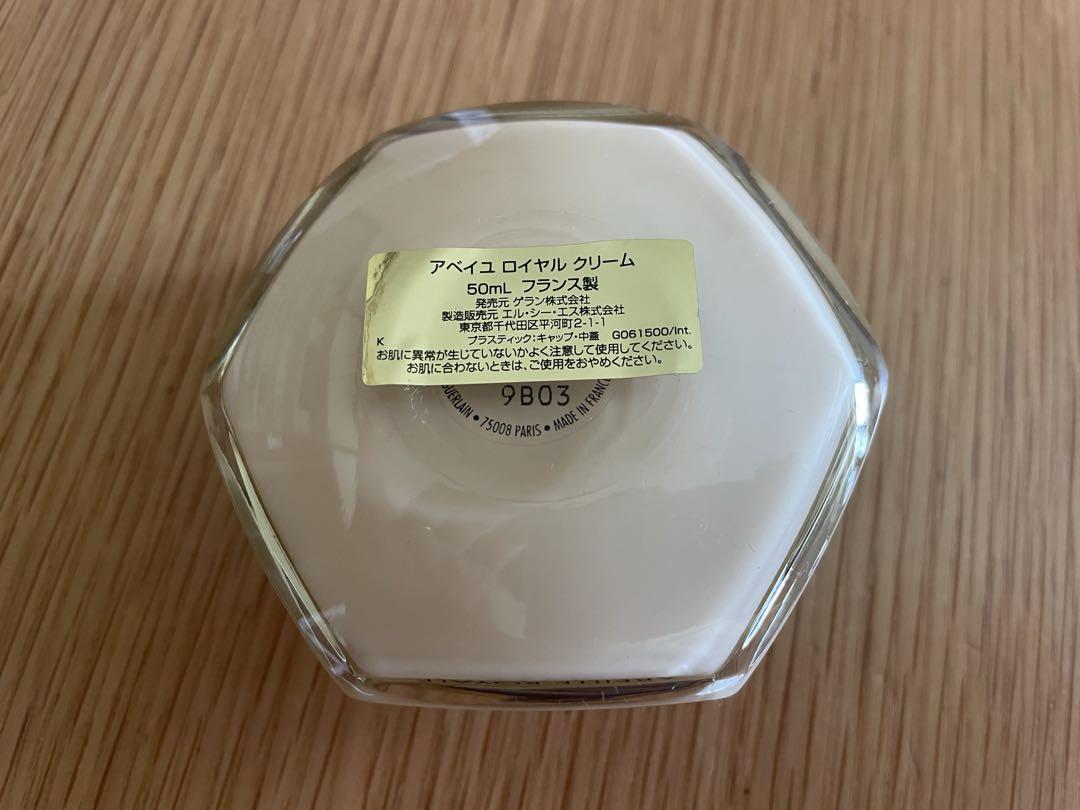 アベイユ ロイヤル クリーム
50mL フランス製
発売元 ゲラン株式会社
製造販売元 エル・シー・エス株式会社
東京都千代田区平河町2-1-1
K プラスティック:キャップ・中蓋 G061500/Int.
お肌に異常が生じていないかよく注意して使用してください。
お肌に合わないときは、ご使用をおやめください。
9B03
GUERLAIN • 75008 PARIS • MADE IN FRANCE